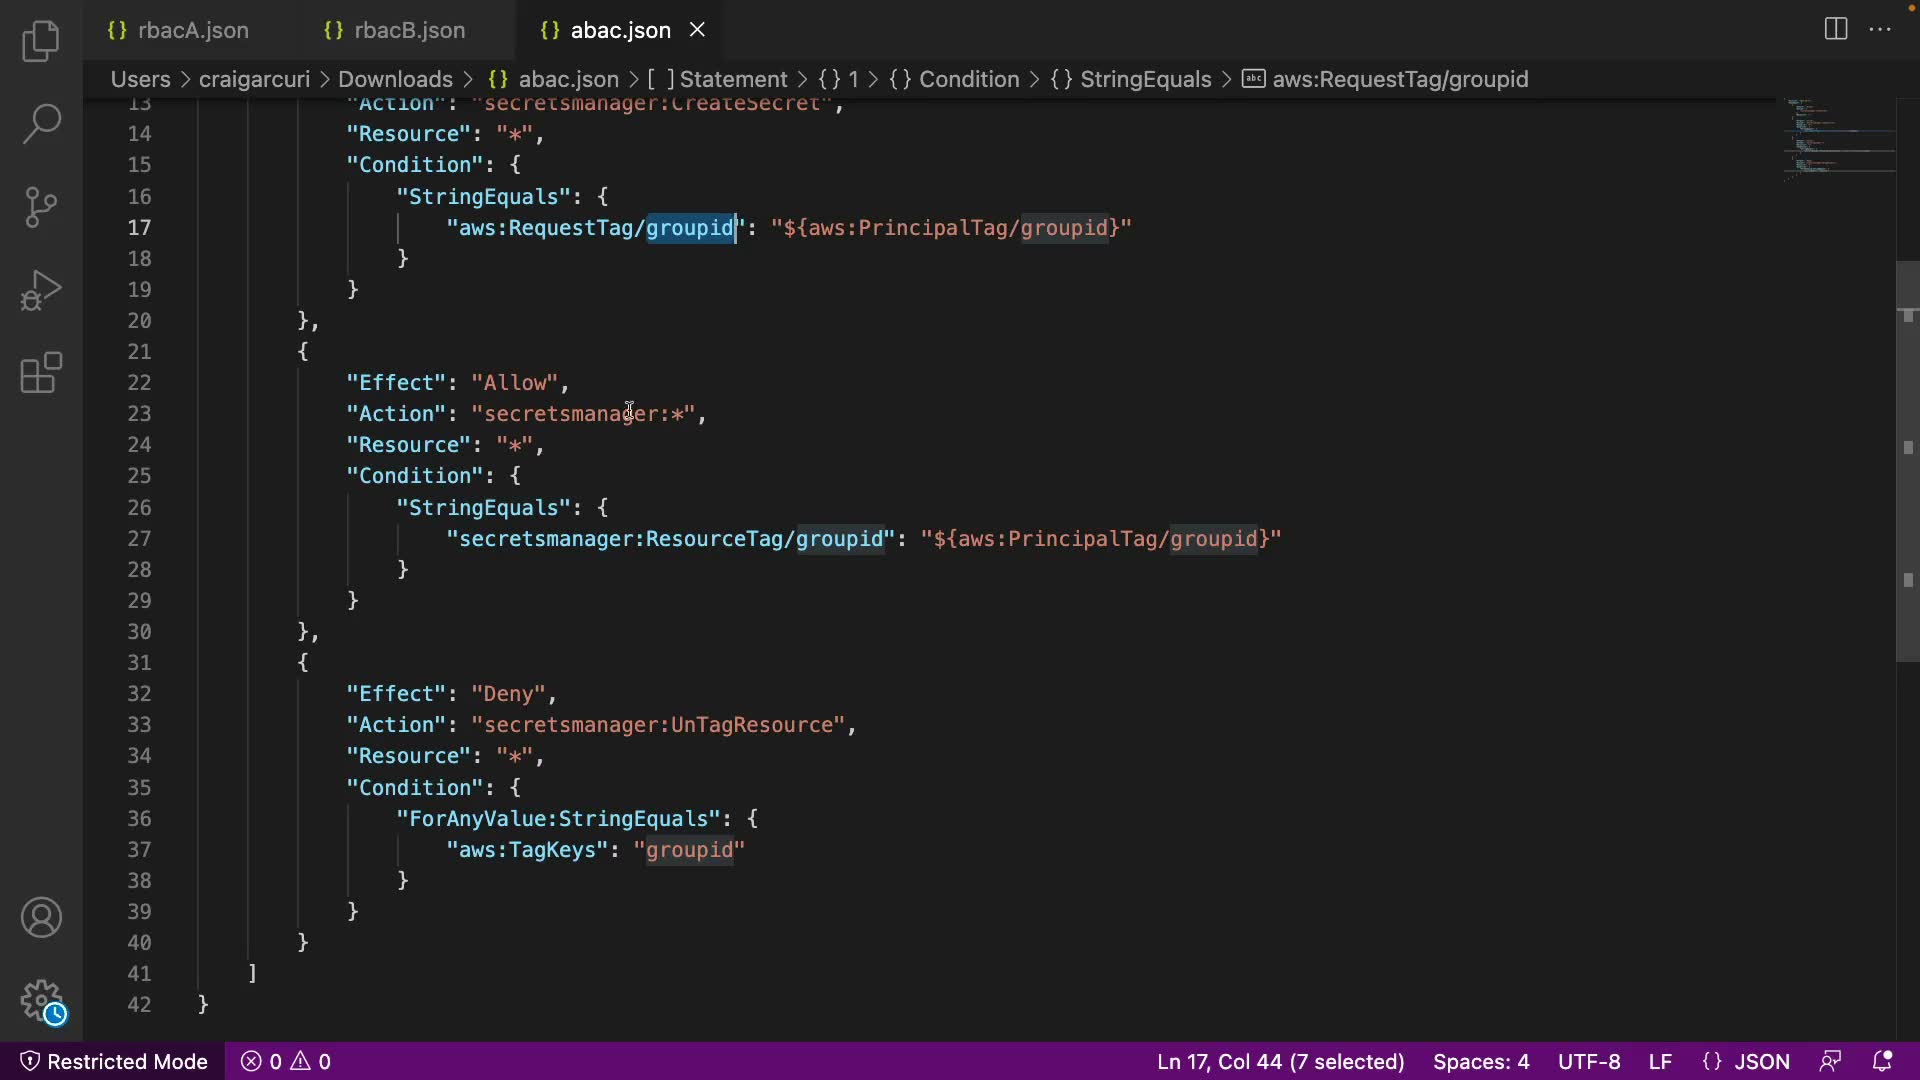 rbacA.json rbacB.json abac.json
Users > craigarcuri > Downloads > {} abac.json > [ ] Statement > {} 1 > {} Condition > {} StringEquals > abc aws:RequestTag/groupid
13 "Action": "secretsmanager:CreateSecret",
14 "Resource": "*",
15 "Condition": {
16 "StringEquals": {
17 "aws:RequestTag/groupid": "${aws:PrincipalTag/groupid}"
18 }
19 }
20 },
21 {
22 "Effect": "Allow",
23 "Action": "secretsmanager:*",
24 "Resource": "*",
25 "Condition": {
26 "StringEquals": {
27 "secretsmanager:ResourceTag/groupid": "${aws:PrincipalTag/groupid}"
28 }
29 }
30 },
31 {
32 "Effect": "Deny",
33 "Action": "secretsmanager:UnTagResource",
34 "Resource": "*",
35 "Condition": {
36 "ForAnyValue:StringEquals": {
37 "aws:TagKeys": "groupid"
38 }
39 }
40 }
41 ]
42 }
Restricted Mode 0 0 Ln 17, Col 44 (7 selected) Spaces: 4 UTF-8 LF {} JSON